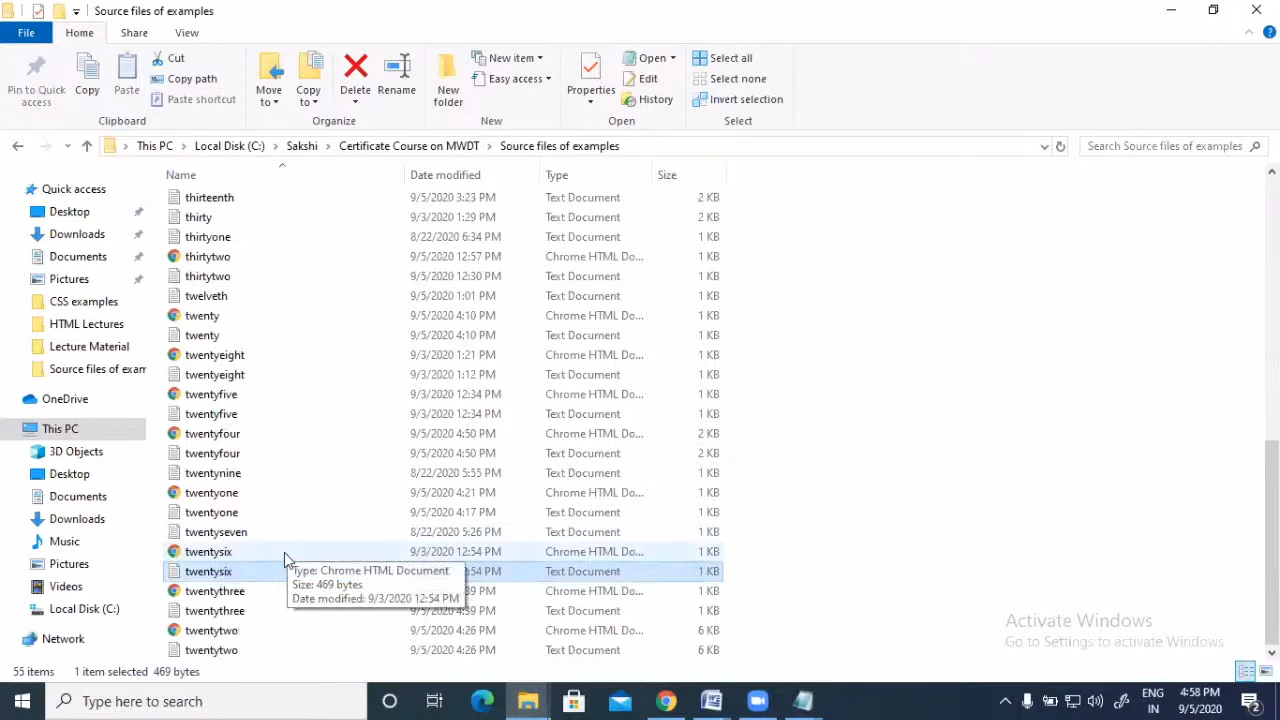 Source files of examples
File Home Share View
Pin to Quick access
Copy
Paste
Cut
Copy path
Paste shortcut
Clipboard
Move to
Copy to
Delete
Rename
Organize
New folder
New item
Easy access
New
Properties
Open
Edit
History
Open
Select all
Select none
Invert selection
Select
This PC Local Disk (C:) Sakshi Certificate Course on MWDT Source files of examples
Search Source files of examples
Name Date modified Type Size
Quick access
Desktop
Downloads
Documents
Pictures
CSS examples
HTML Lectures
Lecture Material
Source files of exam
OneDrive
This PC
3D Objects
Desktop
Documents
Downloads
Music
Pictures
Videos
Local Disk (C:)
Network
thirteenth 9/5/2020 3:23 PM Text Document 2 KB
thirty 9/3/2020 1:29 PM Text Document 2 KB
thirtyone 8/22/2020 6:34 PM Text Document 1 KB
thirtytwo 9/5/2020 12:57 PM Chrome HTML Do... 1 KB
thirtytwo 9/5/2020 12:30 PM Text Document 1 KB
twelveth 9/5/2020 1:01 PM Text Document 1 KB
twenty 9/5/2020 4:10 PM Chrome HTML Do... 1 KB
twenty 9/5/2020 4:10 PM Text Document 1 KB
twentyeight 9/3/2020 1:21 PM Chrome HTML Do... 1 KB
twentyeight 9/3/2020 1:12 PM Text Document 1 KB
twentyfive 9/3/2020 12:34 PM Chrome HTML Do... 1 KB
twentyfive 9/3/2020 12:34 PM Text Document 1 KB
twentyfour 9/5/2020 4:50 PM Chrome HTML Do... 2 KB
twentyfour 9/5/2020 4:50 PM Text Document 2 KB
twentynine 8/22/2020 5:55 PM Text Document 1 KB
twentyone 9/5/2020 4:21 PM Chrome HTML Do... 1 KB
twentyone 9/5/2020 4:17 PM Text Document 1 KB
twentyseven 8/22/2020 5:26 PM Text Document 1 KB
twentysix 9/3/2020 12:54 PM Chrome HTML Do... 1 KB
twentysix :54 PM Text Document 1 KB
twentythree :39 PM Chrome HTML Do... 1 KB
twentythree 9/5/2020 4:39 PM Text Document 1 KB
twentytwo 9/5/2020 4:26 PM Chrome HTML Do... 6 KB
twentytwo 9/5/2020 4:26 PM Text Document 6 KB
Type: Chrome HTML Document
Size: 469 bytes
Date modified: 9/3/2020 12:54 PM
Activate Windows
Go to Settings to activate Windows
55 items 1 item selected 469 bytes
Type here to search
ENG
IN
4:58 PM
9/5/2020
2